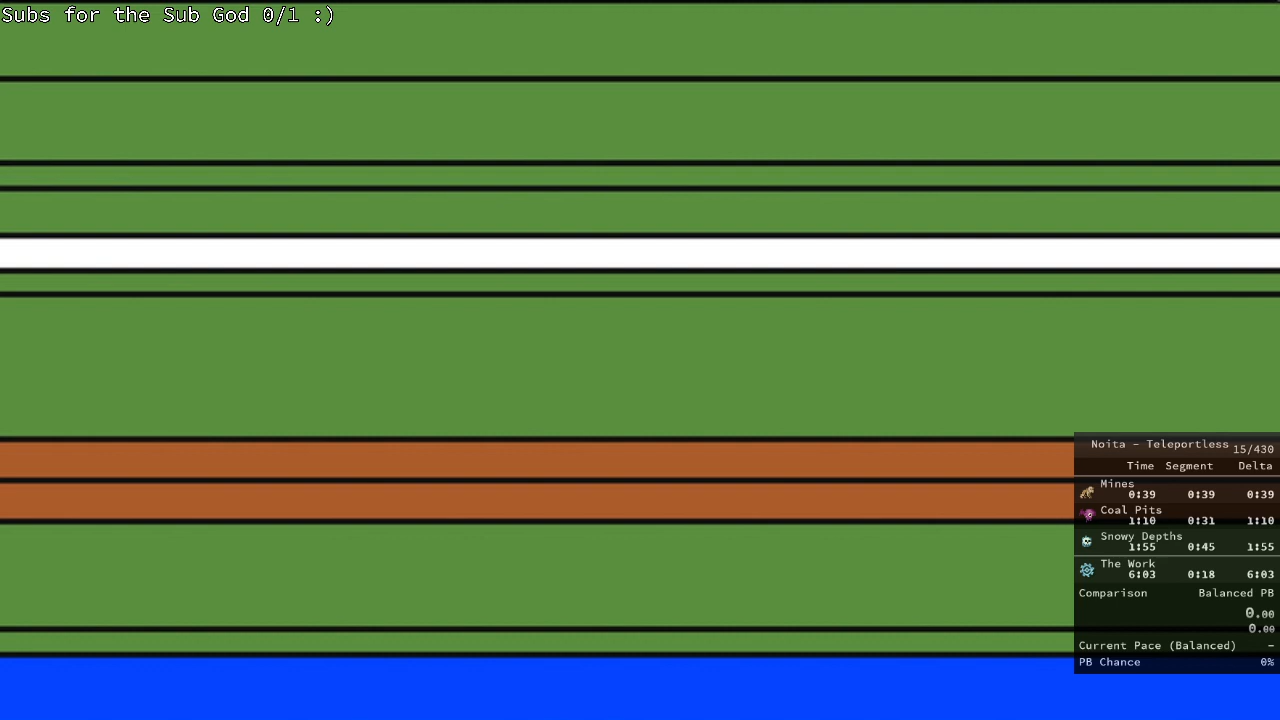 Subs for the Sub God 0/1 :)
Noita - Teleportless 15/430
Time Segment Delta
Mines
0:39 0:39 0:39
Coal Pits
1:10 0:31 1:10
Snowy Depths
1:55 0:45 1:55
The Work
6:03 0:18 6:03
Comparison Balanced PB
0.00
0.00
Current Pace (Balanced) -
PB Chance 0%